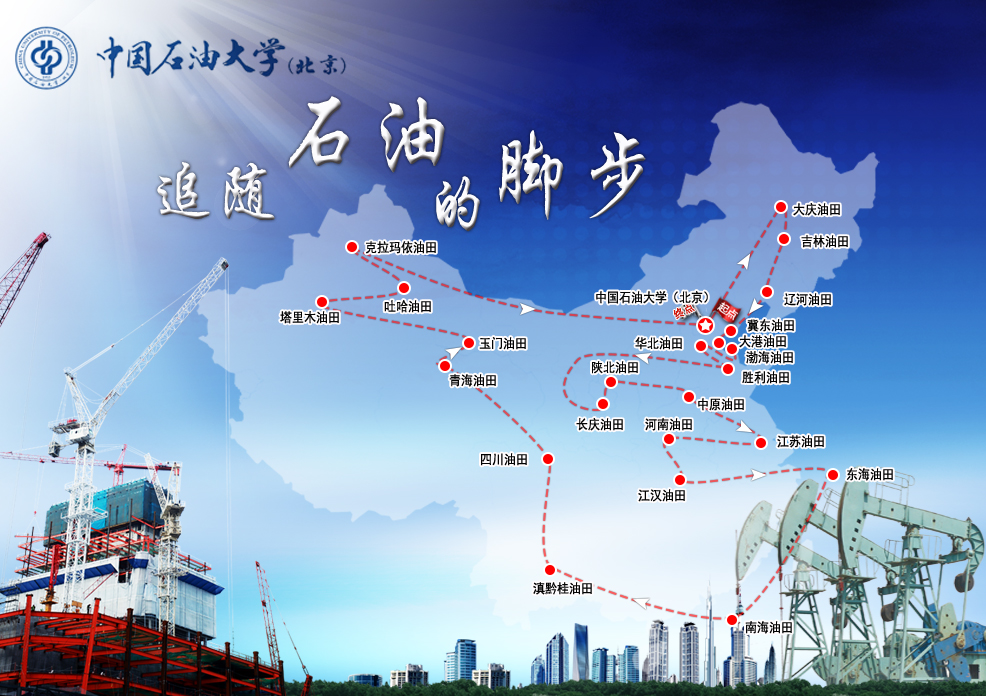 CHINA UNIVERSITY OF PETROLEUM
中国石油大学(北京)
追随石油的脚步
大庆油田
克拉玛依油田
吉林油田
吐哈油田
辽河油田
中国石油大学（北京）
起点
终点
塔里木油田
冀东油田
玉门油田
华北油田
大港油田
渤海油田
陕北油田
青海油田
胜利油田
中原油田
长庆油田
河南油田
江苏油田
四川油田
东海油田
江汉油田
滇黔桂油田
南海油田